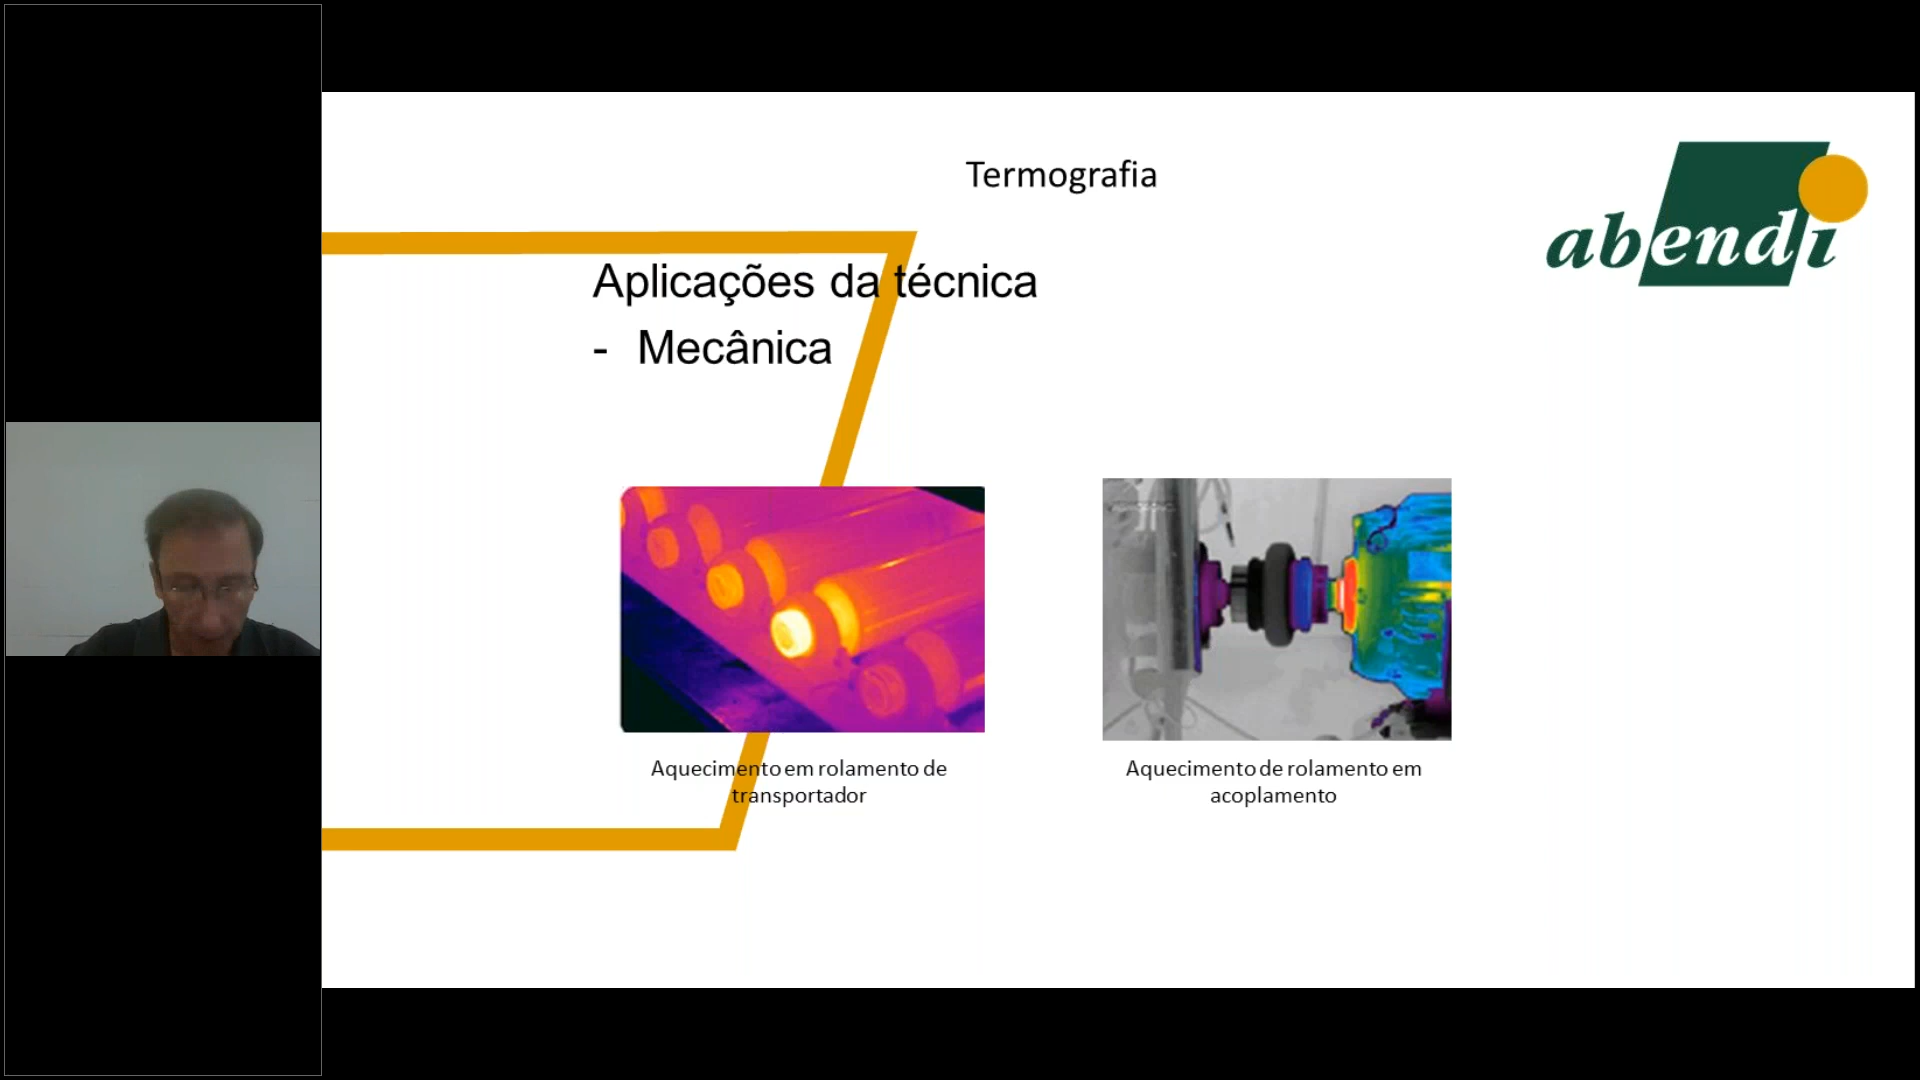 Termografia
abendi
Aplicações da técnica
- Mecânica
Aquecimento em rolamento de
transportador
Aquecimento de rolamento em
acoplamento